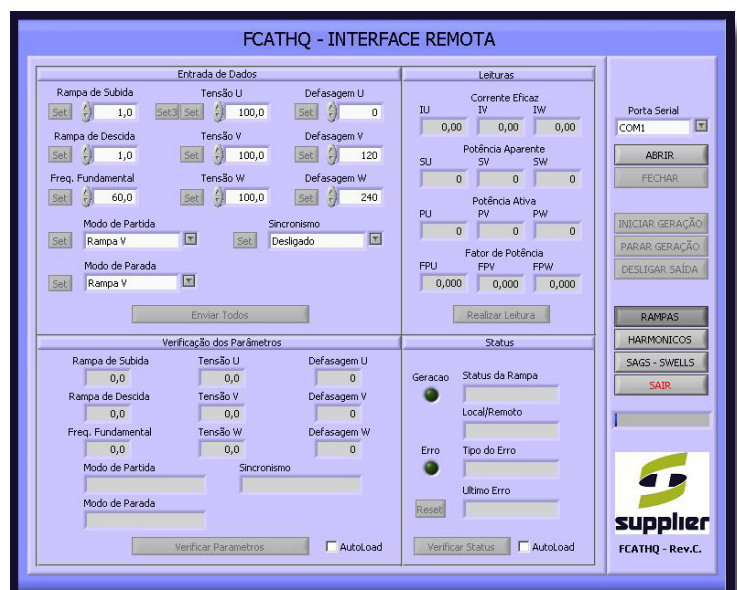 FCATHQ - INTERFACE REMOTA
Entrada de Dados
Rampa de Subida Tensão U Defasagem U
Set 1,0 Set3 Set 100,0 Set 0
Rampa de Descida Tensão V Defasagem V
Set 1,0 Set 100,0 Set 120
Freq. Fundamental Tensão W Defasagem W
Set 60,0 Set 100,0 Set 240
Modo de Partida Sincronismo
Set Rampa V Set Desligado
Modo de Parada
Set Rampa V
Enviar Todos
Leituras
Corrente Eficaz
IU IV IW
0,00 0,00 0,00
Potência Aparente
SU SV SW
0 0 0
Potência Ativa
PU PV PW
0 0 0
Fator de Potência
FPU FPV FPW
0,000 0,000 0,000
Realizar Leitura
Verificação dos Parâmetros
Rampa de Subida Tensão U Defasagem U
0,0 0,0 0
Rampa de Descida Tensão V Defasagem V
0,0 0,0 0
Freq. Fundamental Tensão W Defasagem W
0,0 0,0 0
Modo de Partida Sincronismo
Modo de Parada
Verificar Parametros AutoLoad
Status
Geracao Status da Rampa
Local/Remoto
Erro Tipo do Erro
Ultimo Erro
Reset
Verificar Status AutoLoad
Porta Serial
COM1
ABRIR
FECHAR
INICIAR GERAÇÃO
PARAR GERAÇÃO
DESLIGAR SAÍDA
RAMPAS
HARMONICOS
SAGS - SWELLS
SAIR
supplier
FCATHQ - Rev.C.